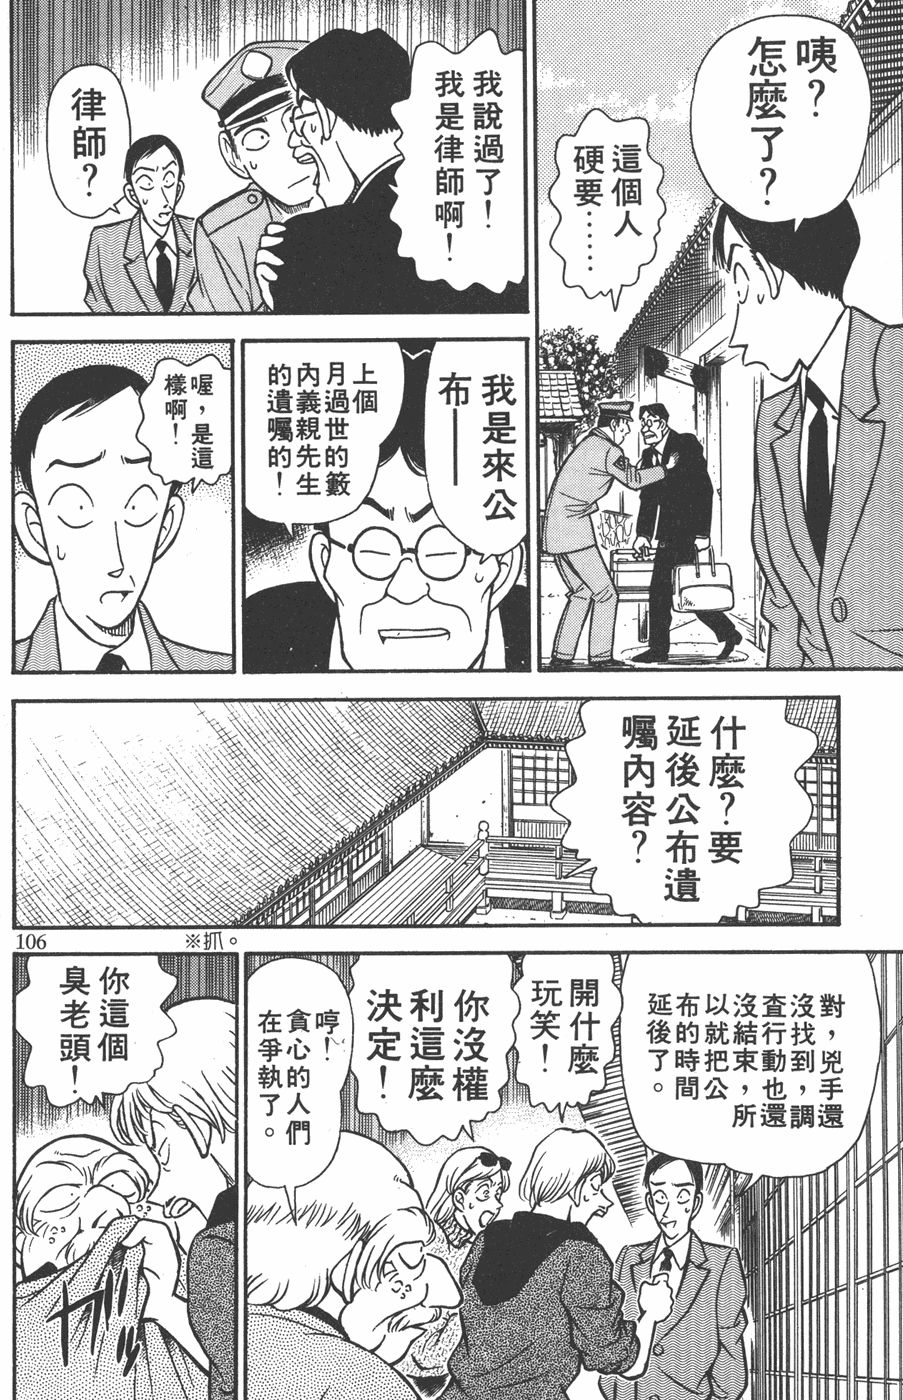 咦？
怎麼了？
這個人
硬要……
我說過了！
我是律師啊！
律師？
我是來公
布—
上個
月過世的籔
內義親先生
的遺囑的！
喔，是這
樣啊！
什麼？要
延後公布遺
囑內容？
106
※抓。
對，兇手還
沒找到，調
查行動也還
沒結束，所
以就把公
布的時間
延後了。
開什麼
玩笑！
你沒權
利這麼
決定！
哼！
貪心的人們
在爭執了。
你這個
臭老頭！
ガッ